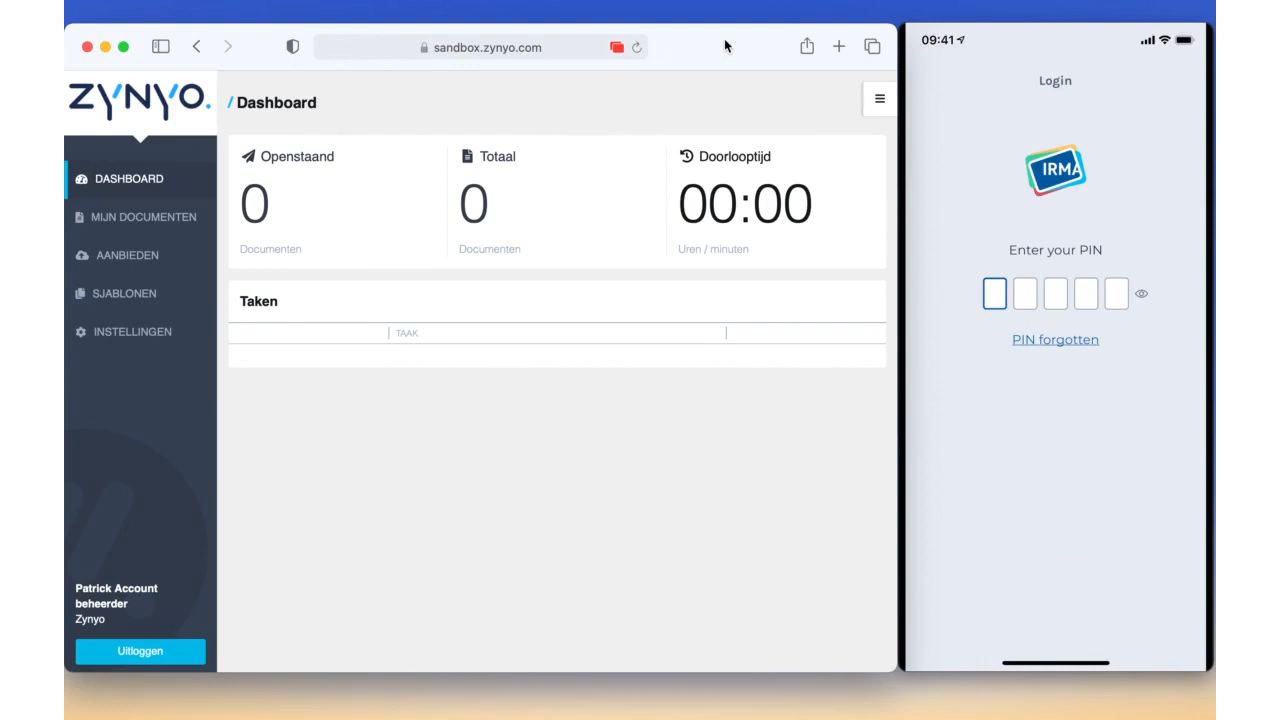 sandbox.zynyo.com
ZYNYO.
DASHBOARD
MIJN DOCUMENTEN
AANBIEDEN
SJABLONEN
INSTELLINGEN
Patrick Account
beheerder
Zynyo
Uitloggen
/ Dashboard
Openstaand
0
Documenten
Totaal
0
Documenten
Doorlooptijd
00:00
Uren / minuten
Taken
TAAK
09:41
Login
IRMA
Enter your PIN
PIN forgotten